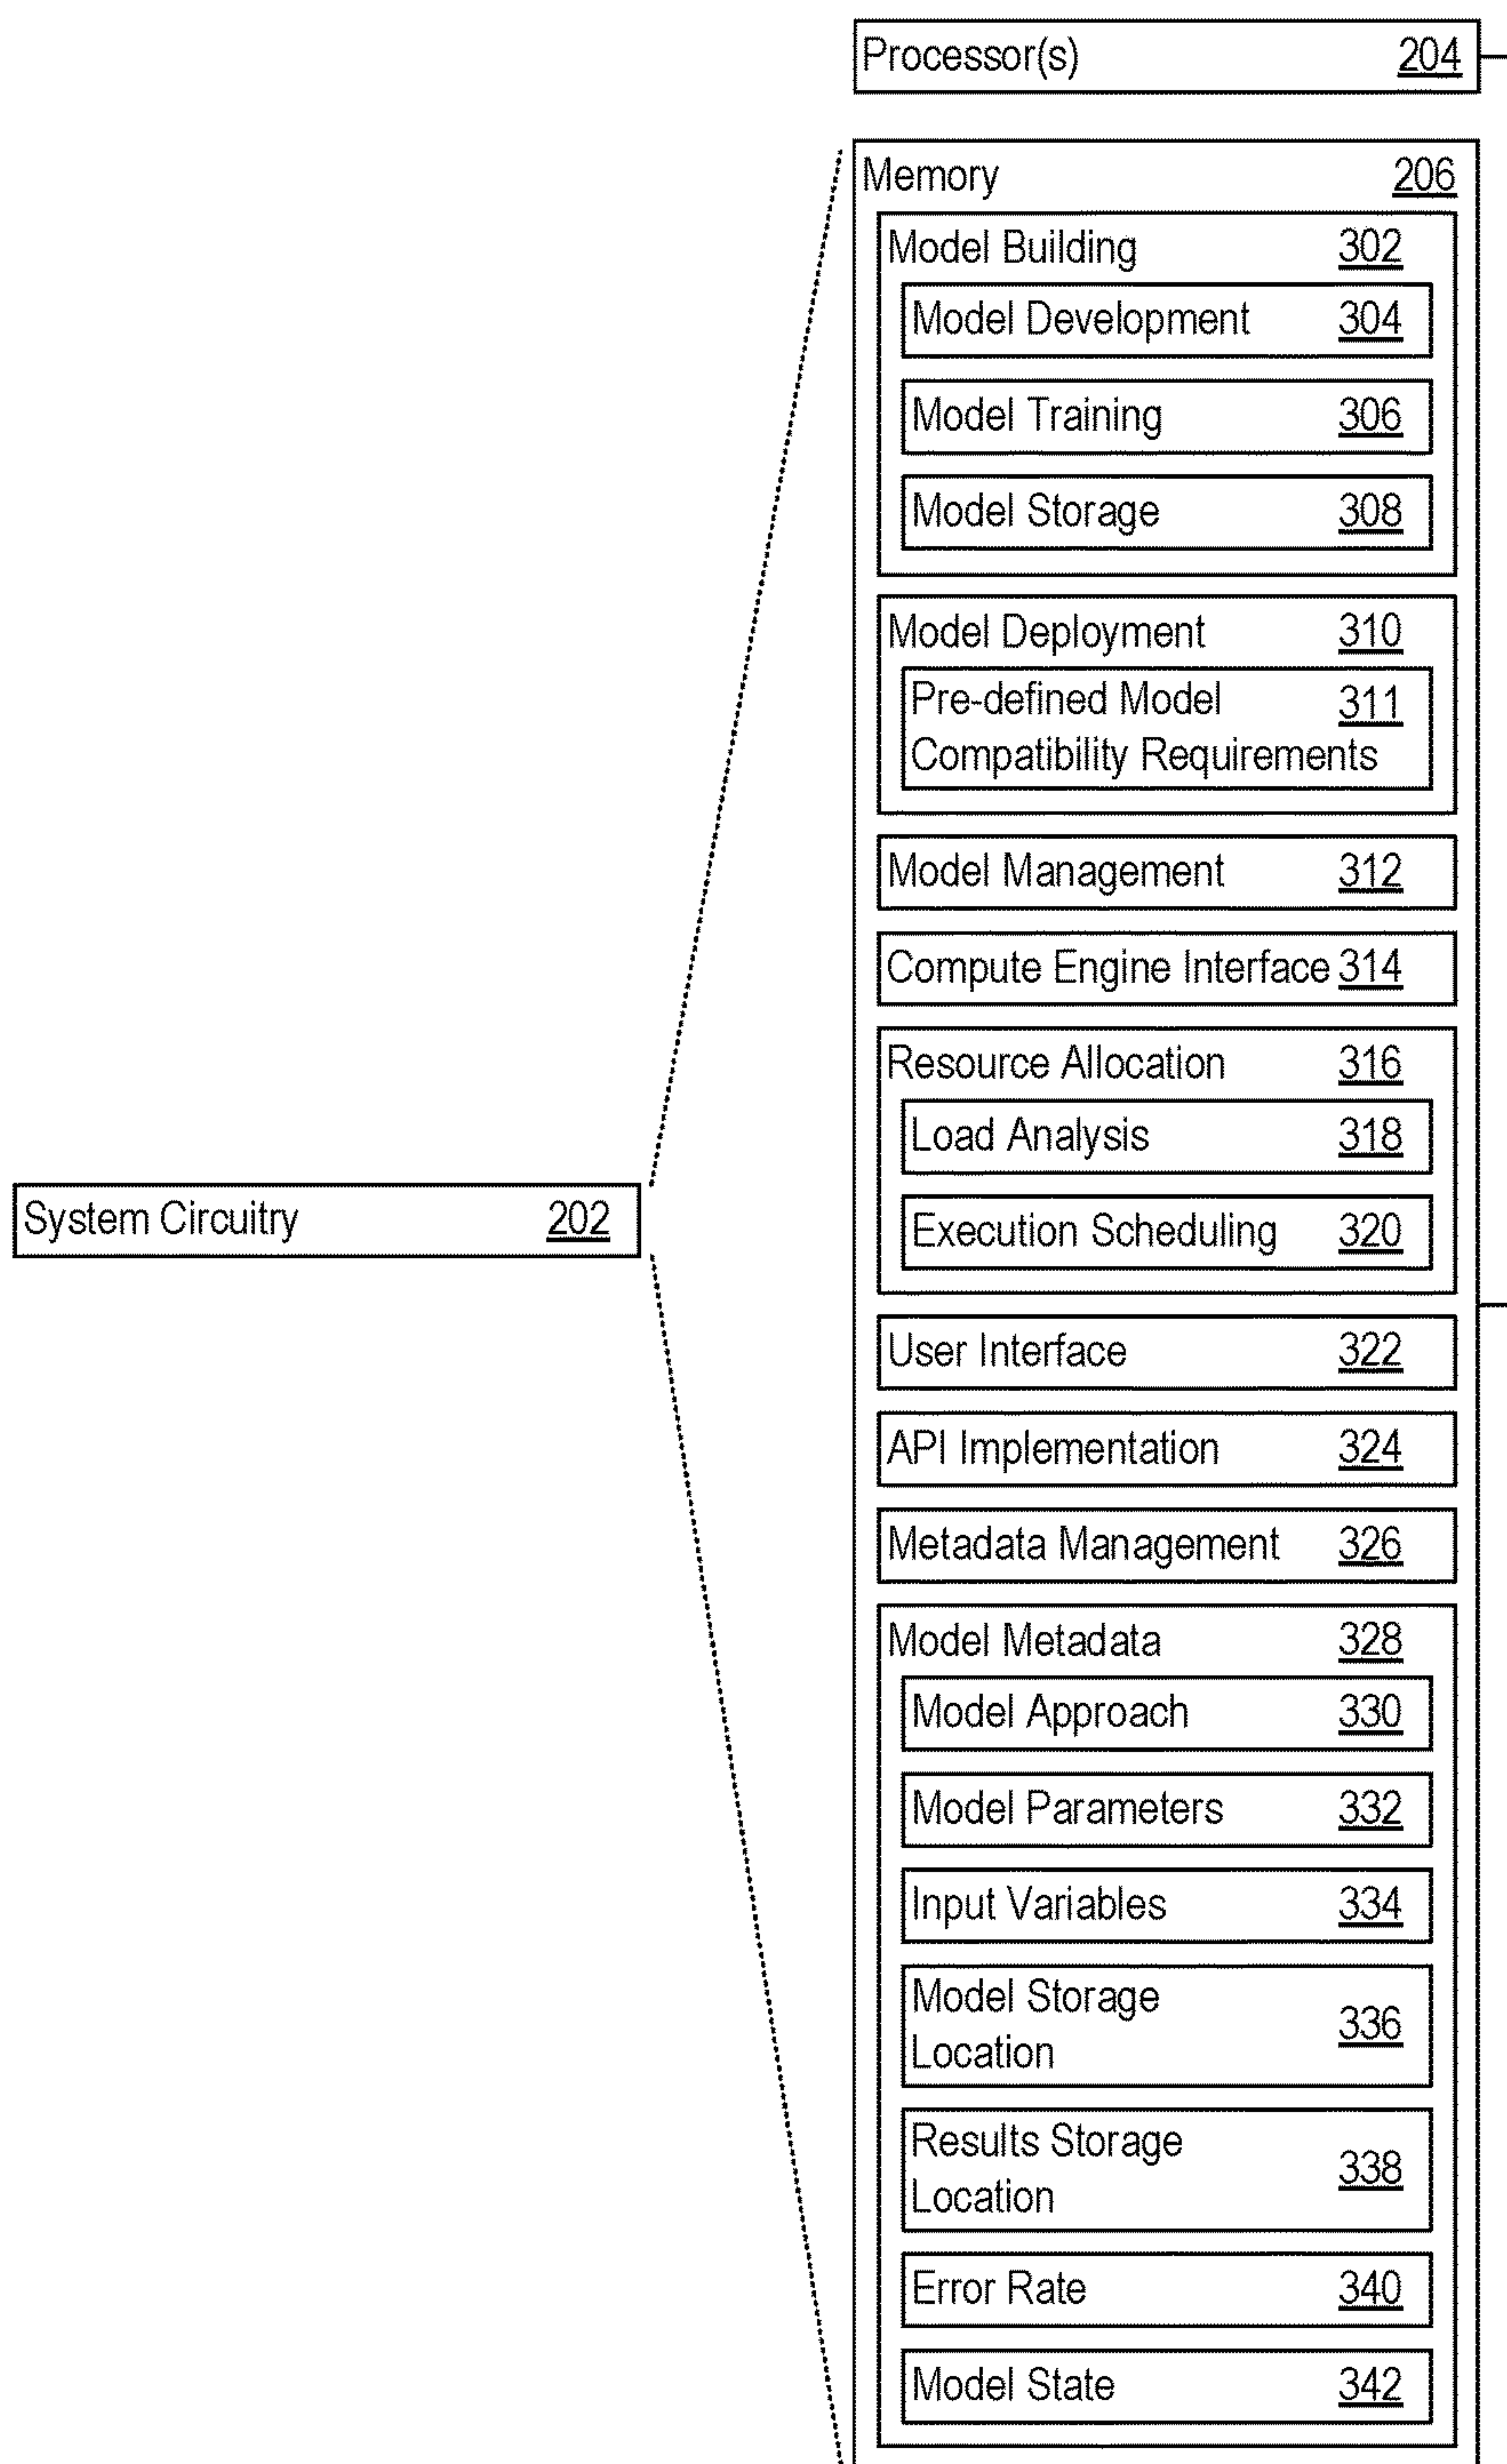 Processor(s) 204
Memory 206
Model Building 302
Model Development 304
Model Training 306
Model Storage 308
Model Deployment 310
Pre-defined Model 311
Compatibility Requirements
Model Management 312
Compute Engine Interface 314
Resource Allocation 316
Load Analysis 318
System Circuitry 202
Execution Scheduling 320
User Interface 322
API Implementation 324
Metadata Management 326
Model Metadata 328
Model Approach 330
Model Parameters 332
Input Variables 334
Model Storage
Location 336
Results Storage
Location 338
Error Rate 340
Model State 342